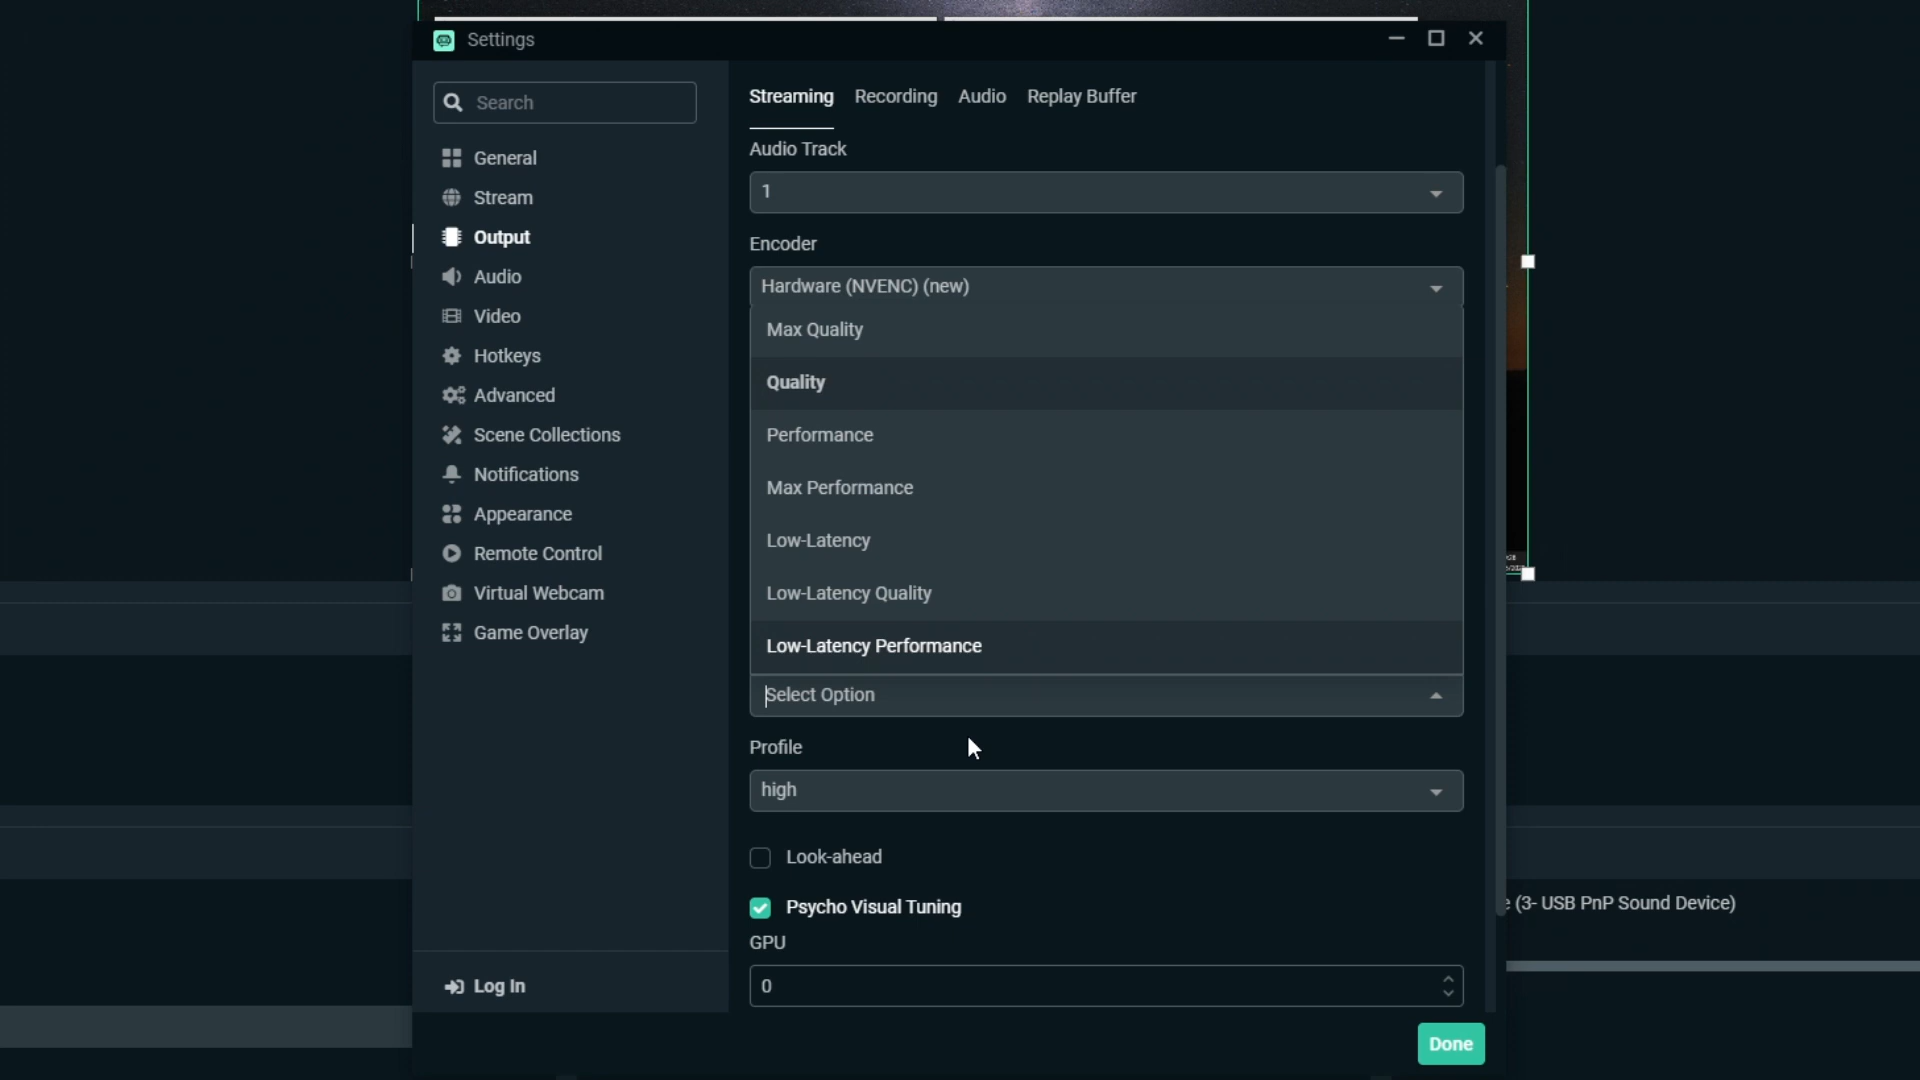 Settings
Search
General
Stream
Output
Audio
Video
Hotkeys
Advanced
Scene Collections
Notifications
Appearance
Remote Control
Virtual Webcam
Game Overlay
Log In
Streaming Recording Audio Replay Buffer
Audio Track
1
Encoder
Hardware (NVENC) (new)
Max Quality
Quality
Performance
Max Performance
Low-Latency
Low-Latency Quality
Low-Latency Performance
Select Option
Profile
high
Look-ahead
Psycho Visual Tuning
GPU
0
Done
(3- USB PnP Sound Device)